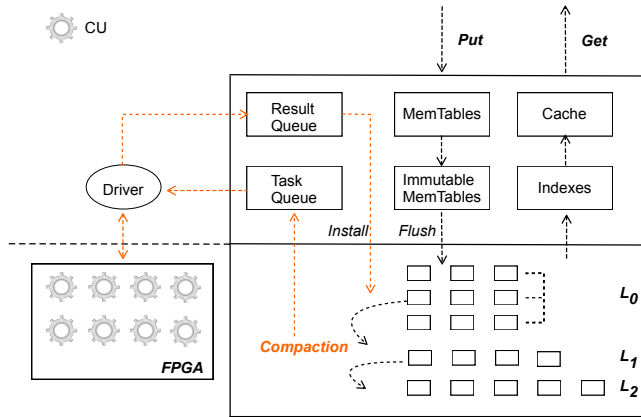 CU
Put
Get
Result
Queue
MemTables
Cache
Driver
Task
Queue
Immutable
MemTables
Indexes
Install
Flush
L0
Compaction
FPGA
L1
L2